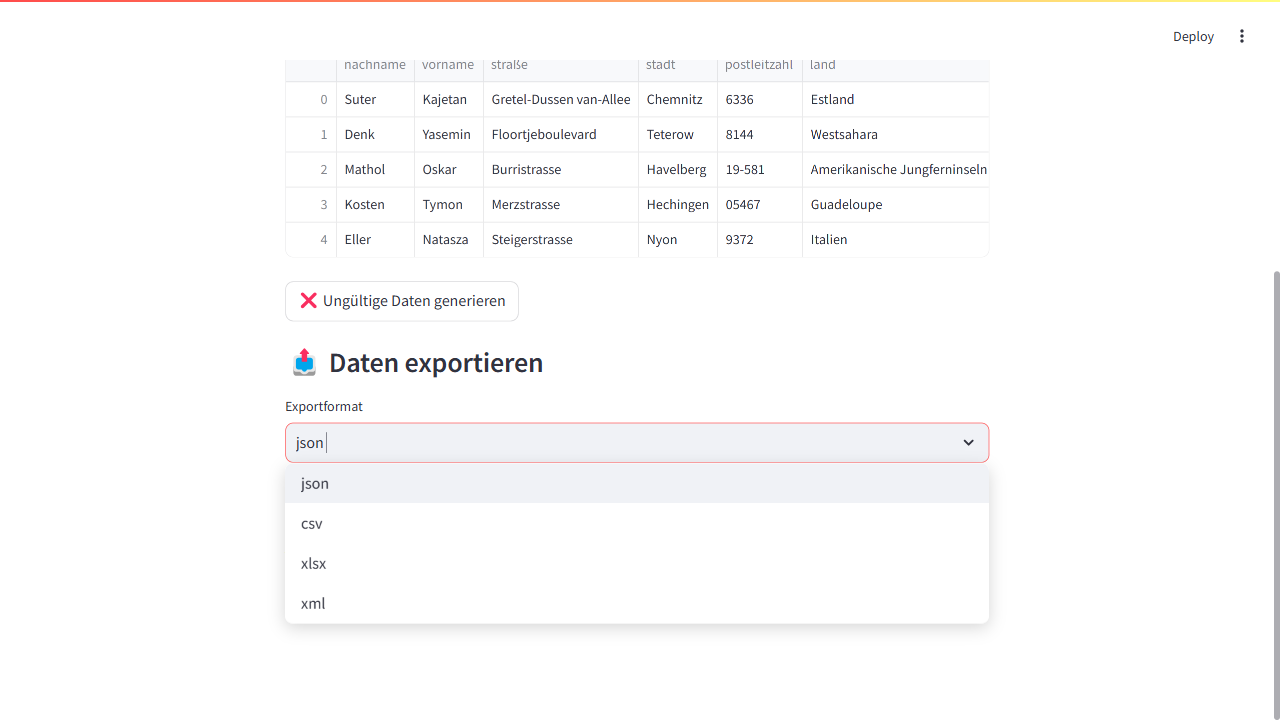 Deploy
nachname vorname straße stadt postleitzahl land
0 Suter Kajetan Gretel-Dussen van-Allee Chemnitz 6336 Estland
1 Denk Yasemin Floortjeboulevard Teterow 8144 Westsahara
2 Mathol Oskar Burristrasse Havelberg 19-581 Amerikanische Jungferninseln
3 Kosten Tymon Merzstrasse Hechingen 05467 Guadeloupe
4 Eller Natasza Steigerstrasse Nyon 9372 Italien
❌ Ungültige Daten generieren
📤 Daten exportieren
Exportformat
json
json
csv
xlsx
xml